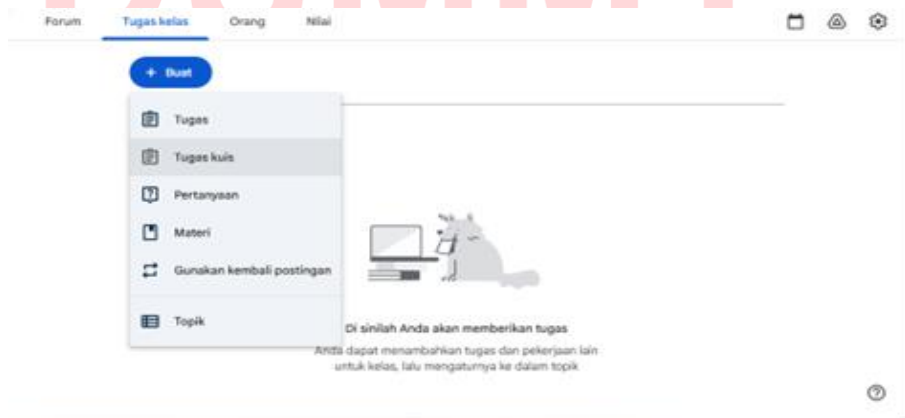 Forum Tugas kelas Orang Nilai
+ Buat
Tugas
Tugas kuis
Pertanyaan
Materi
Gunakan kembali postingan
Topik
Di sinilah Anda akan memberikan tugas
Anda dapat menambahkan tugas dan pekerjaan lain
untuk kelas, lalu mengaturnya ke dalam topik